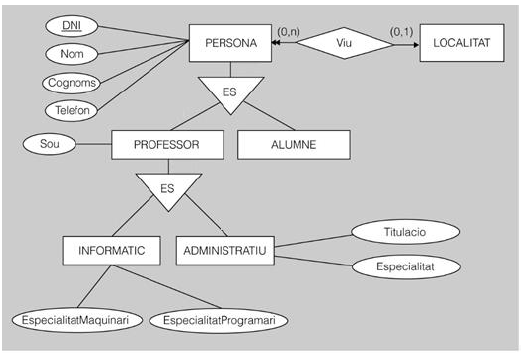 DNI
Nom
Cognoms
Telefon
PERSONA
(0,n)
Viu
(0,1)
LOCALITAT
ES
Sou
PROFESSOR
ALUMNE
ES
INFORMATIC
ADMINISTRATIU
Titulacio
Especialitat
EspecialitatMaquinari
EspecialitatProgramari